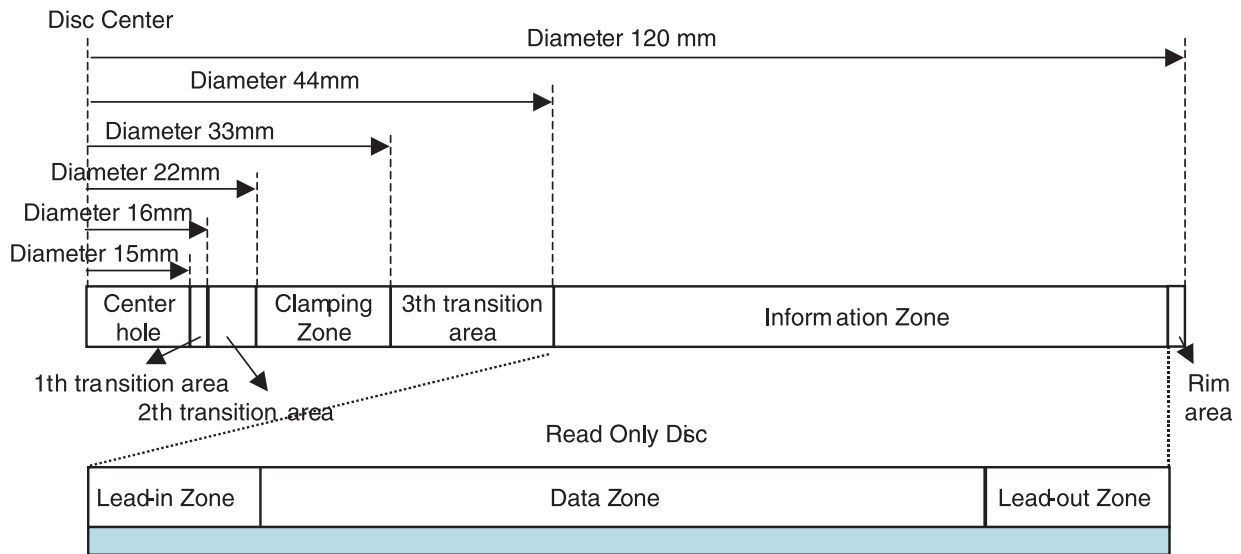 Disc Center
Diameter 120 mm
Diameter 44mm
Diameter 33mm
Diameter 22mm
Diameter 16mm
Diameter 15mm
Center
hole
Clamping
Zone
3th transition
area
Information Zone
1th transition area
2th transition area
Rim
area
Read Only Disc
Lead-in Zone
Data Zone
Lead-out Zone